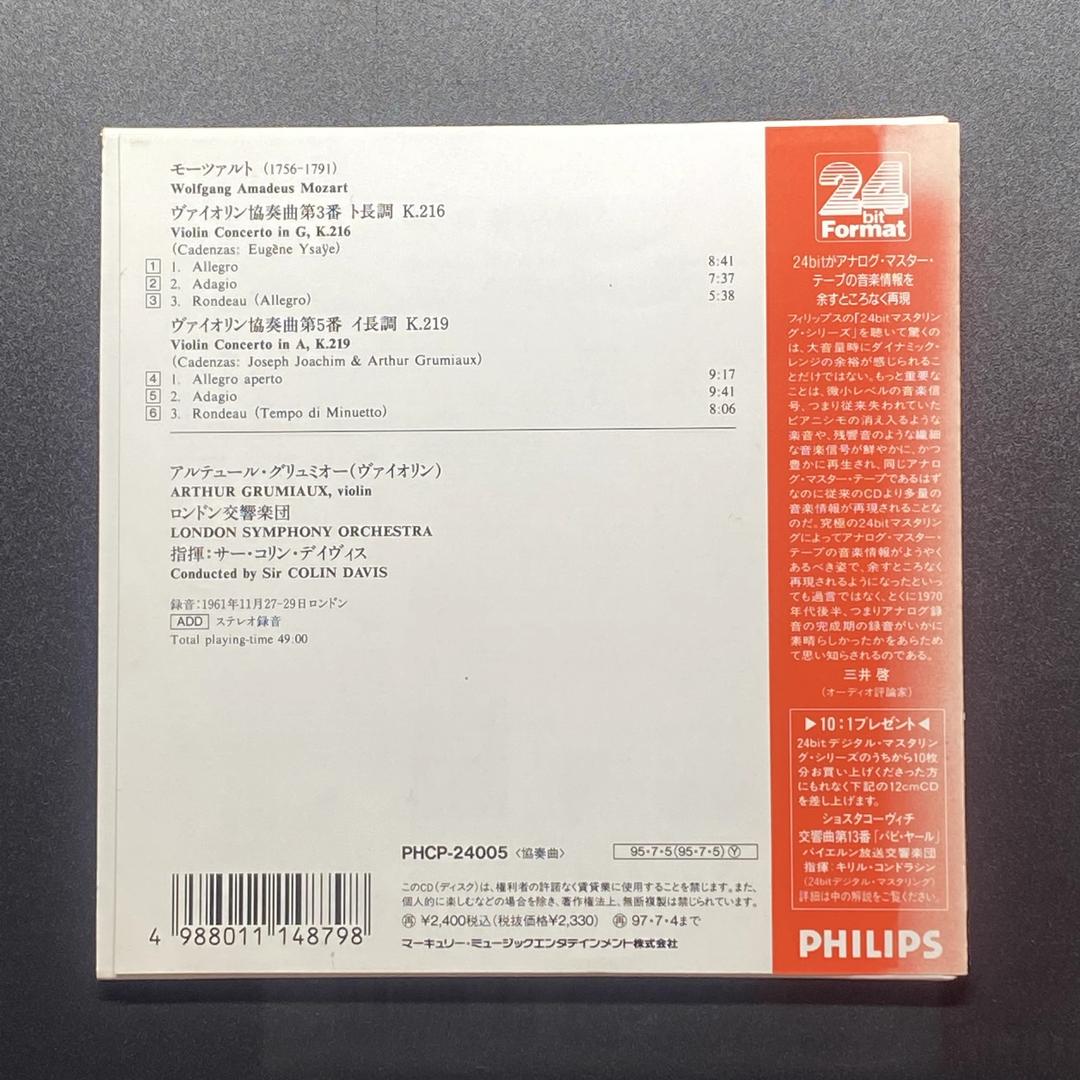 モーツァルト (1756-1791)
Wolfgang Amadeus Mozart
ヴァイオリン協奏曲第3番 ト長調 K.216
Violin Concerto in G, K.216
(Cadenzas: Eugène Ysaÿe)
1 1. Allegro 8:41
2 2. Adagio 7:37
3 3. Rondeau (Allegro) 5:38
ヴァイオリン協奏曲第5番 イ長調 K.219
Violin Concerto in A, K.219
(Cadenzas: Joseph Joachim & Arthur Grumiaux)
4 1. Allegro aperto 9:17
5 2. Adagio 9:41
6 3. Rondeau (Tempo di Minuetto) 8:06
アルテュール・グリュミオー(ヴァイオリン)
ARTHUR GRUMIAUX, violin
ロンドン交響楽団
LONDON SYMPHONY ORCHESTRA
指揮:サー・コリン・デイヴィス
Conducted by Sir COLIN DAVIS
録音:1961年11月27-29日ロンドン
ADD ステレオ録音
Total playing-time 49:00
PHCP-24005〈協奏曲〉 95・7・5(95・7・5)Ⓨ
このCD(ディスク)は、権利者の許諾なく賃貸業に使用することを禁じます。また、
個人的に楽しむなどの場合を除き、著作権法上、無断複製は禁じられています。
再 ¥2,400税込(税抜価格¥2,330) 再 97・7・4まで
マーキュリー・ミュージックエンタテインメント株式会社
4 988011 148798
24
bit
Format
24bitがアナログ・マスター・
テープの音楽情報を
余すところなく再現
フィリップスの「24bitマスタリン
グ・シリーズ」を聴いて驚くの
は、大音量時にダイナミック・
レンジの余裕が感じられるこ
とだけではない。もっと重要な
ことは、微小レベルの音楽信
号、つまり従来失われていた
ピアニシモの消え入るような
楽音や、残響音のような繊細
な音楽信号が鮮やかに、かつ
豊かに再生され、同じアナロ
グ・マスター・テープであるはず
なのに従来のCDより多量の
音楽情報が再現されることな
のだ。究極の24bitマスタリン
グによってアナログ・マスター・
テープの音楽情報がようやく
あるべき姿で、余すところなく
再現されるようになったといっ
ても過言ではなく、とくに1970
年代後半、つまりアナログ録
音の完成期の録音がいかに
素晴らしかったかをあらため
て思い知らされるのである。
三井 啓
(オーディオ評論家)
▶10:1プレゼント◀
24bitデジタル・マスタリン
グ・シリーズのうちから10枚
分お買い上げくださった方
にもれなく下記の12cmCD
を差し上げます。
ショスタコーヴィチ
交響曲第13番「バビ・ヤール」
バイエルン放送交響楽団
指揮:キリル・コンドラシン
(24bitデジタル・マスタリング)
詳細は中の解説をご覧ください。
PHILIPS